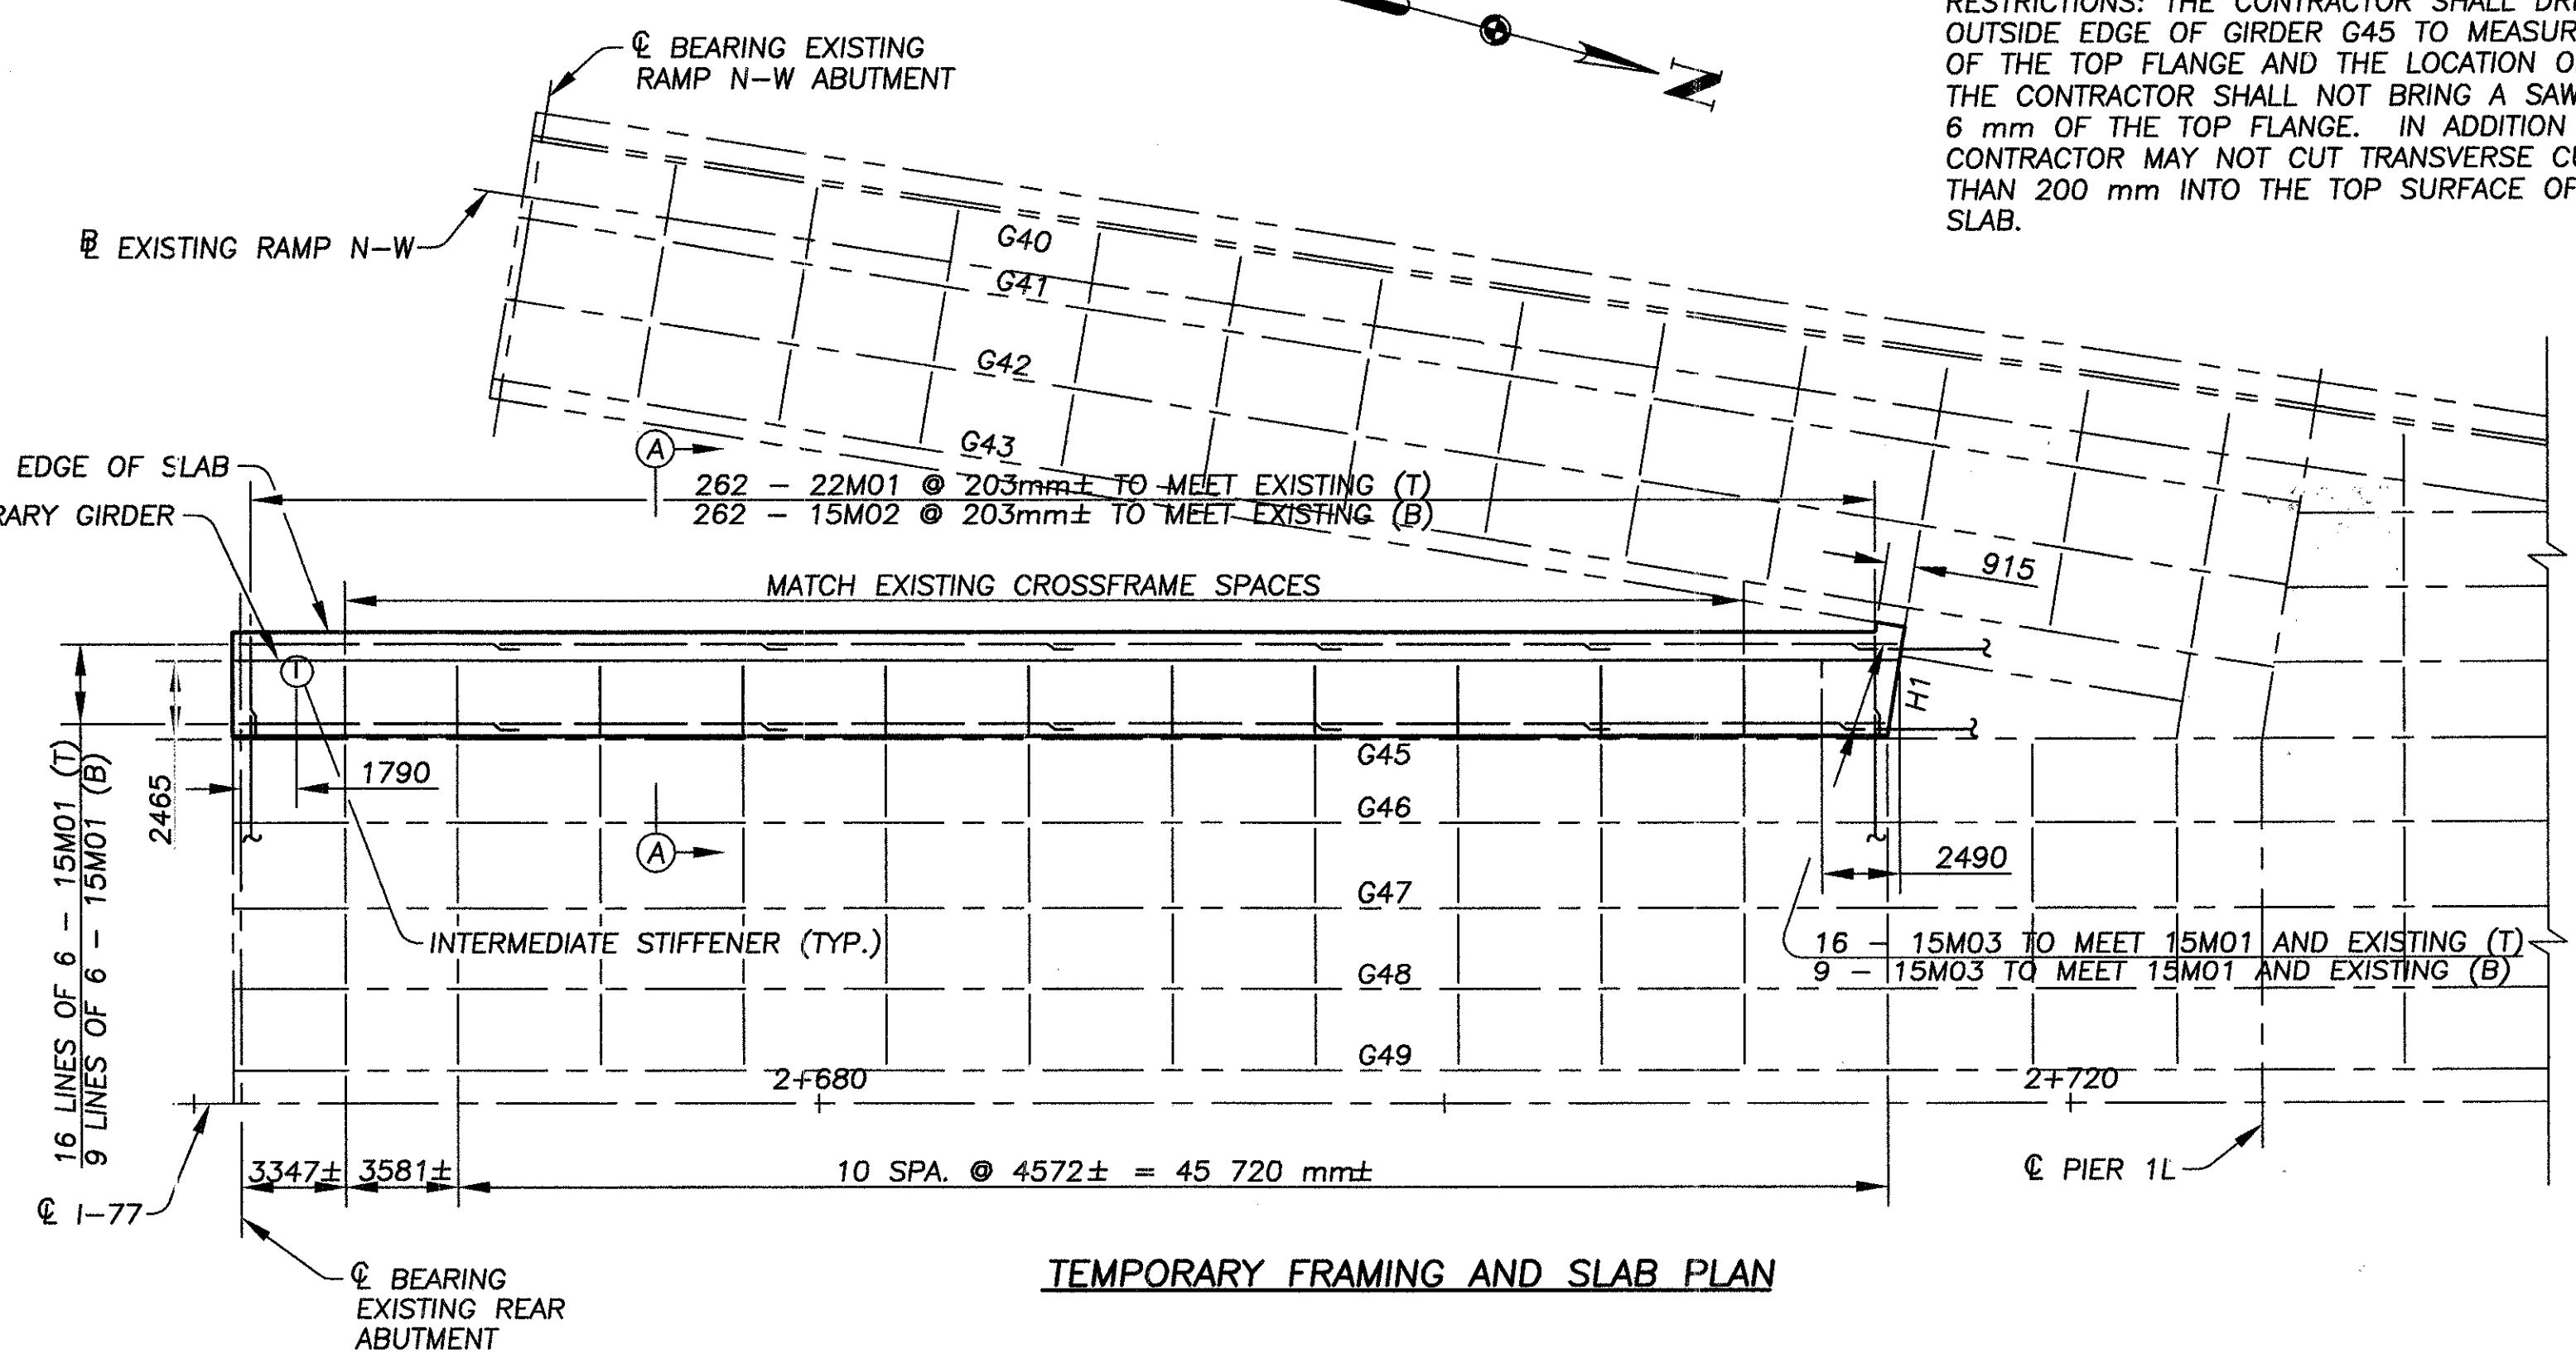 RESTRICTIONS: THE CONTRACTOR SHALL
OUTSIDE EDGE OF GIRDER G45 TO
OF THE TOP FLANGE AND THE LOCATION
THE CONTRACTOR SHALL NOT BRING A SAW
6 mm OF THE TOP FLANGE. IN ADDITION
CONTRACTOR MAY NOT CUT TRANSVERSE
THAN 200 mm INTO THE TOP SURFACE OF
SLAB.
N
℄ BEARING EXISTING
RAMP N-W ABUTMENT
BL EXISTING RAMP N-W
G40
G41
G42
G43
A
EDGE OF SLAB
RARY GIRDER
262 - 22M01 @ 203mm± TO MEET EXISTING (T)
262 - 15M02 @ 203mm± TO MEET EXISTING (B)
MATCH EXISTING CROSSFRAME SPACES
915
T
H1
16 LINES OF 6 - 15M01 (T)
9 LINES OF 6 - 15M01 (B)
2465
1790
G45
G46
A
2490
G47
INTERMEDIATE STIFFENER (TYP.)
16 - 15M03 TO MEET 15M01 AND EXISTING (T)
9 - 15M03 TO MEET 15M01 AND EXISTING (B)
G48
G49
2+680
2+720
3347± 3581± 10 SPA. @ 4572± = 45 720 mm±
℄ PIER 1L
℄ I-77
℄ BEARING
EXISTING REAR
ABUTMENT
TEMPORARY FRAMING AND SLAB PLAN